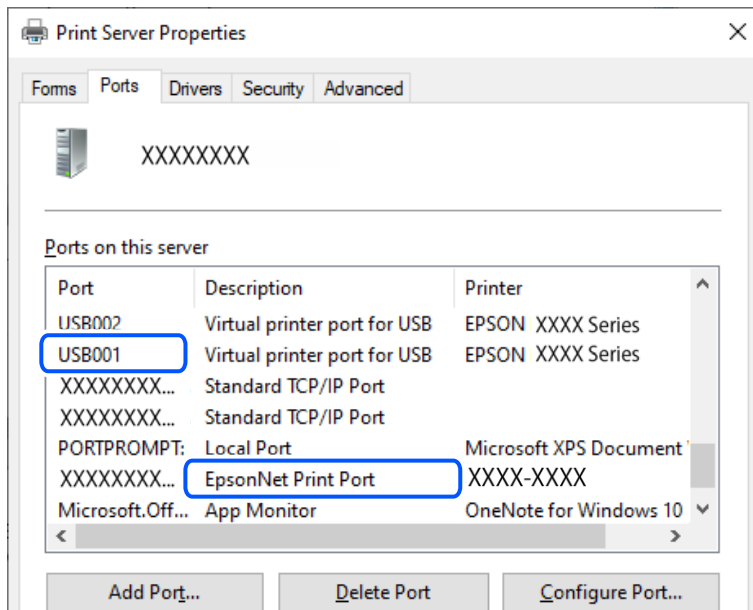 Print Server Properties
Forms Ports Drivers Security Advanced
XXXXXXXX
Ports on this server
Port Description Printer
USB002 Virtual printer port for USB EPSON XXXX Series
USB001 Virtual printer port for USB EPSON XXXX Series
XXXXXXXX... Standard TCP/IP Port
XXXXXXXX... Standard TCP/IP Port
PORTPROMPT: Local Port Microsoft XPS Document
XXXXXXXX... EpsonNet Print Port XXXX-XXXX
Microsoft.Off... App Monitor OneNote for Windows 10
Add Port... Delete Port Configure Port...